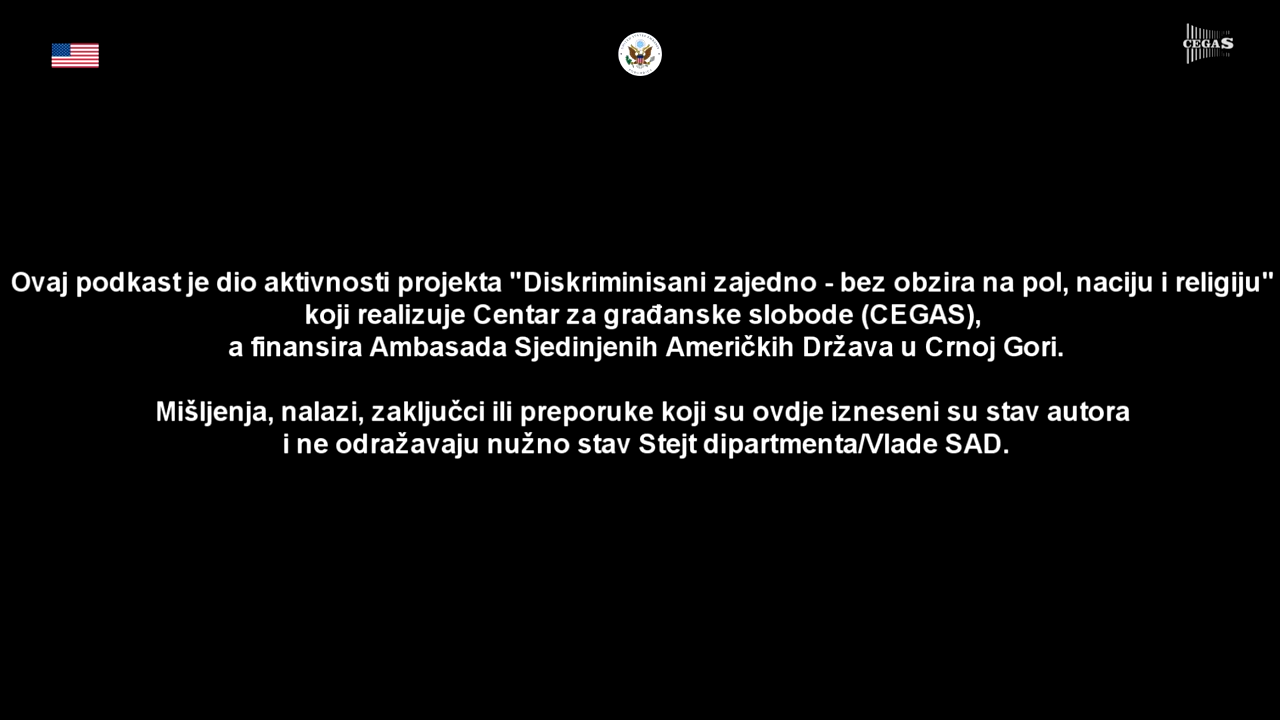 CEGAS
Ovaj podkast je dio aktivnosti projekta "Diskriminisani zajedno - bez obzira na pol, naciju i religiju"
koji realizuje Centar za građanske slobode (CEGAS),
a finansira Ambasada Sjedinjenih Američkih Država u Crnoj Gori.
Mišljenja, nalazi, zaključci ili preporuke koji su ovdje izneseni su stav autora
i ne odražavaju nužno stav Stejt dipartmenta/Vlade SAD.